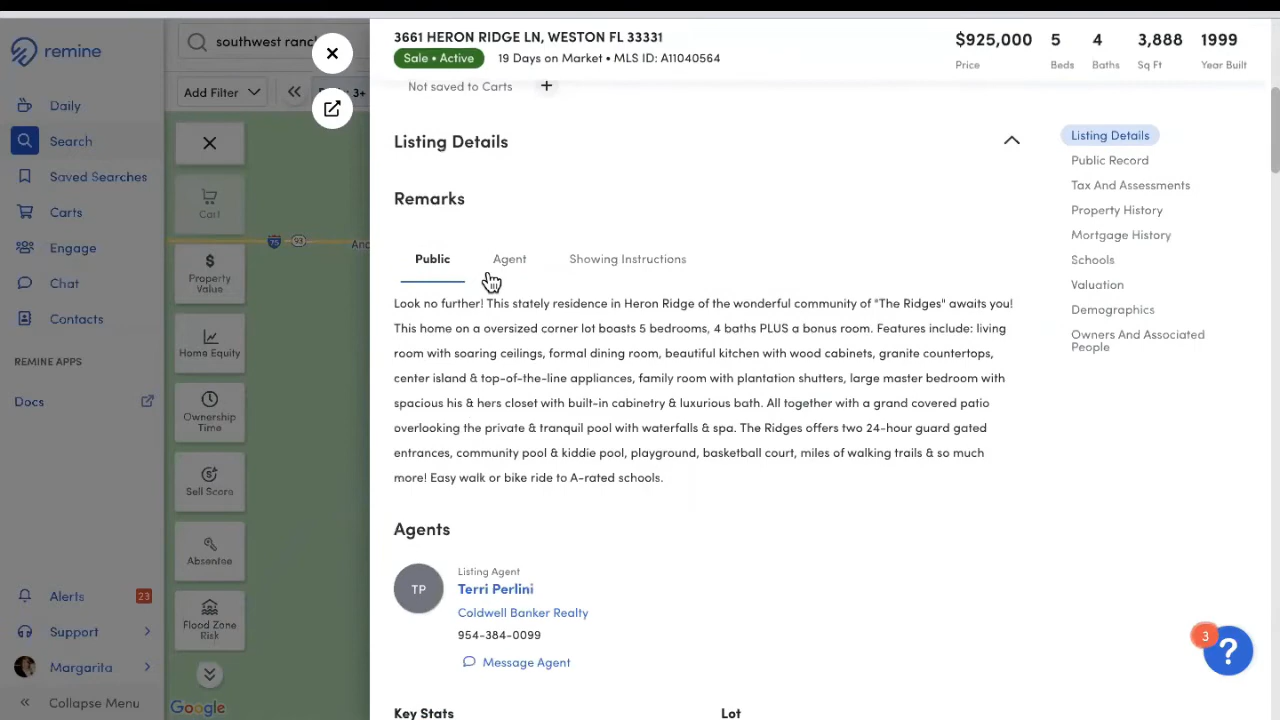 remine
Daily
Search
Saved Searches
Carts
Engage
Chat
Contacts
REMINE APPS
Docs
Alerts
23
Support
Margarita
Collapse Menu
southwest ranc
Add Filter
3+
Cart
Property
Value
Home Equity
Ownership
Time
Sell Score
Absentee
Flood Zone
Risk
75
Google
3661 HERON RIDGE LN, WESTON FL 33331
Sale • Active
19 Days on Market • MLS ID: A11040564
$925,000 5 4 3,888 1999
Price Beds Baths Sq Ft Year Built
Not saved to Carts +
Listing Details
Remarks
Public Agent Showing Instructions
Look no further! This stately residence in Heron Ridge of the wonderful community of "The Ridges" awaits you!
This home on a oversized corner lot boasts 5 bedrooms, 4 baths PLUS a bonus room. Features include: living
room with soaring ceilings, formal dining room, beautiful kitchen with wood cabinets, granite countertops,
center island & top-of-the-line appliances, family room with plantation shutters, large master bedroom with
spacious his & hers closet with built-in cabinetry & luxurious bath. All together with a grand covered patio
overlooking the private & tranquil pool with waterfalls & spa. The Ridges offers two 24-hour guard gated
entrances, community pool & kiddie pool, playground, basketball court, miles of walking trails & so much
more! Easy walk or bike ride to A-rated schools.
Agents
TP
Listing Agent
Terri Perlini
Coldwell Banker Realty
954-384-0099
Message Agent
Key Stats
Lot
Listing Details
Public Record
Tax And Assessments
Property History
Mortgage History
Schools
Valuation
Demographics
Owners And Associated
People
3
?